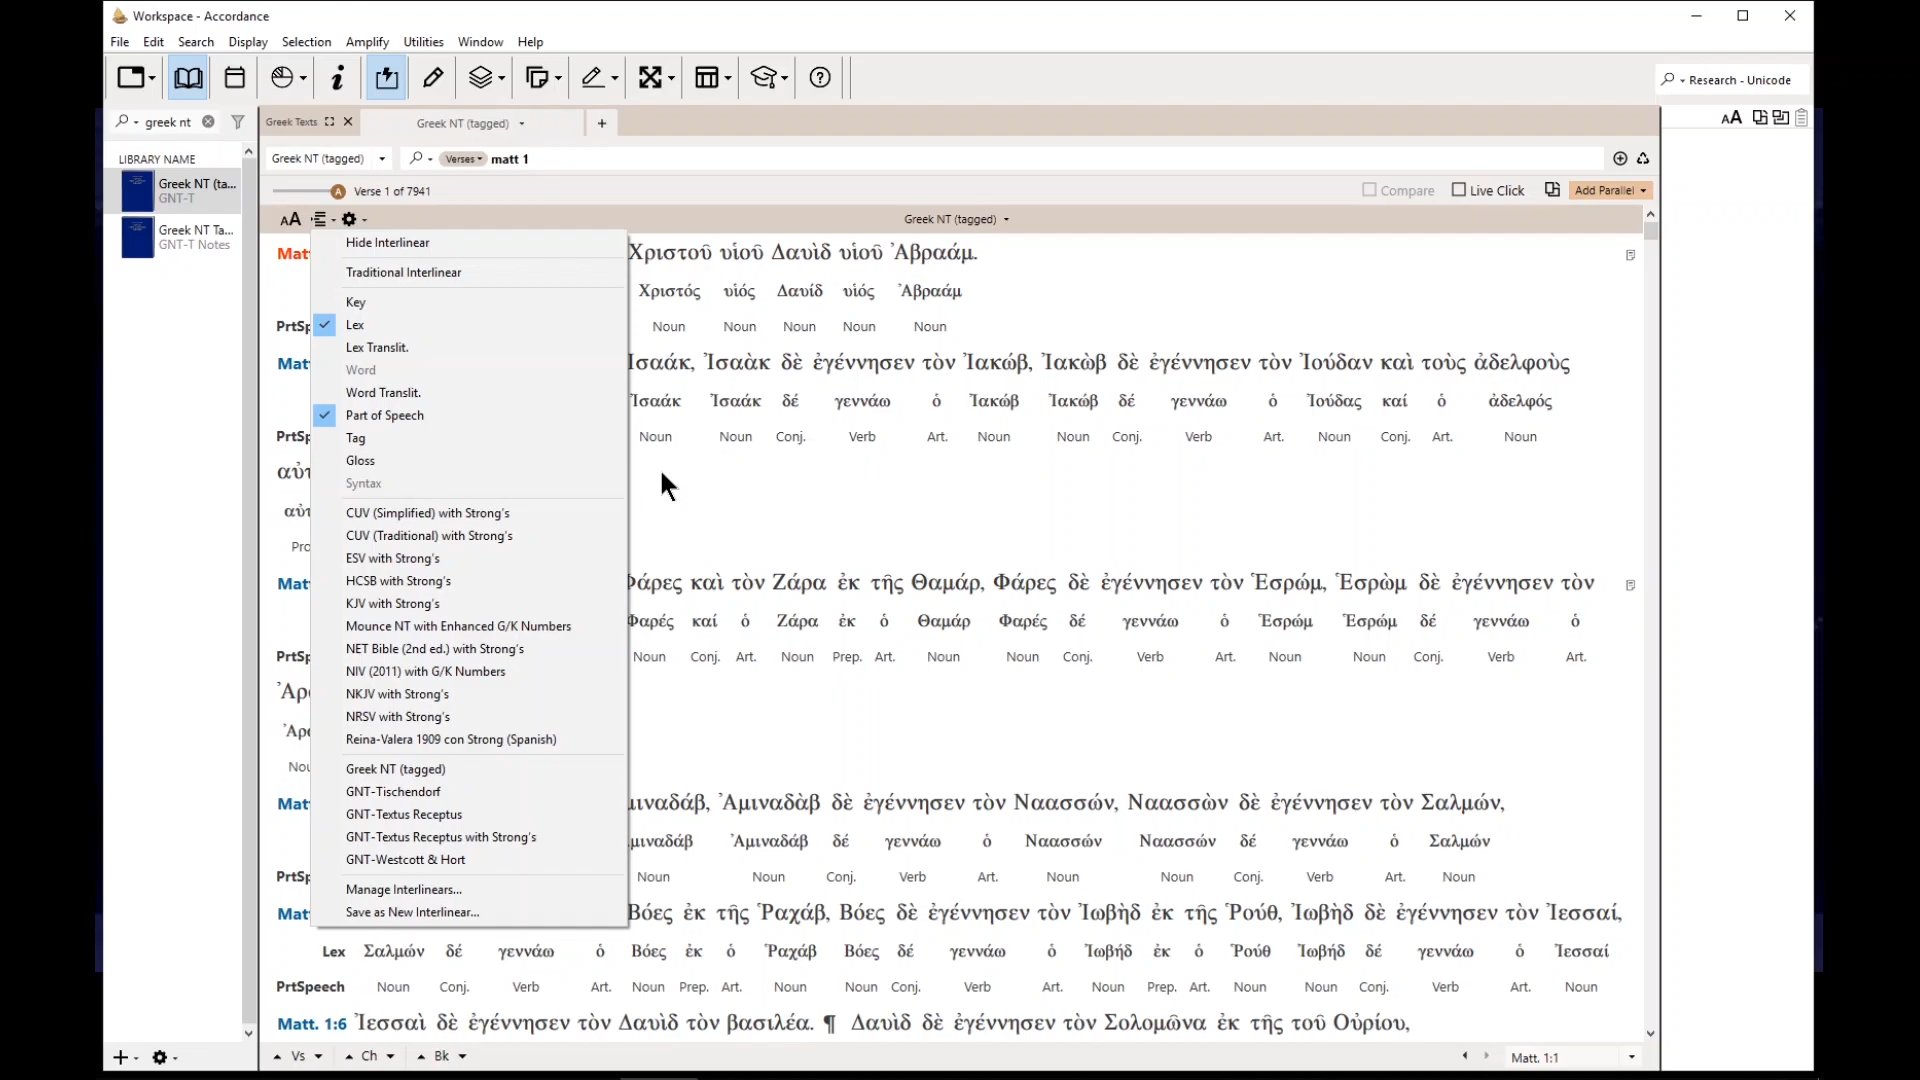 Workspace - Accordance
File Edit Search Display Selection Amplify Utilities Window Help
Research - Unicode
greek nt
Greek Texts
Greek NT (tagged)
LIBRARY NAME
Greek NT (ta...
GNT-T
Greek NT Ta...
GNT-T Notes
Greek NT (tagged) Verses matt 1
A Verse 1 of 7941 Compare Live Click Add Parallel
AA Greek NT (tagged)
AA
Hide Interlinear
Traditional Interlinear
Key
Lex
Lex Translit.
Word
Word Translit.
Part of Speech
Tag
Gloss
Syntax
CUV (Simplified) with Strong's
CUV (Traditional) with Strong's
ESV with Strong's
HCSB with Strong's
KJV with Strong's
Mounce NT with Enhanced G/K Numbers
NET Bible (2nd ed.) with Strong's
NIV (2011) with G/K Numbers
NKJV with Strong's
NRSV with Strong's
Reina-Valera 1909 con Strong (Spanish)
Greek NT (tagged)
GNT-Tischendorf
GNT-Textus Receptus
GNT-Textus Receptus with Strong's
GNT-Westcott & Hort
Manage Interlinears...
Save as New Interlinear...
Χριστοῦ υἱοῦ Δαυὶδ υἱοῦ Ἀβραάμ.
Χριστός υἱός Δαυίδ υἱός Ἀβραάμ
Noun Noun Noun Noun Noun
Ἰσαάκ, Ἰσαὰκ δὲ ἐγέννησεν τὸν Ἰακώβ, Ἰακὼβ δὲ ἐγέννησεν τὸν Ἰούδαν καὶ τοὺς ἀδελφοὺς
Ἰσαάκ Ἰσαάκ δέ γεννάω ὁ Ἰακώβ Ἰακώβ δέ γεννάω ὁ Ἰούδας καί ὁ ἀδελφός
Noun Noun Conj. Verb Art. Noun Noun Conj. Verb Art. Noun Conj. Art. Noun
Φάρες καὶ τὸν Ζάρα ἐκ τῆς Θαμάρ, Φάρες δὲ ἐγέννησεν τὸν Ἑσρώμ, Ἑσρὼμ δὲ ἐγέννησεν τὸν
Φαρές καί ὁ Ζάρα ἐκ ὁ Θαμάρ Φαρές δέ γεννάω ὁ Ἑσρώμ Ἑσρώμ δέ γεννάω ὁ
Noun Conj. Art. Noun Prep. Art. Noun Noun Conj. Verb Art. Noun Noun Conj. Verb Art.
μιναδάβ, Ἀμιναδὰβ δὲ ἐγέννησεν τὸν Ναασσών, Ναασσὼν δὲ ἐγέννησεν τὸν Σαλμών,
μιναδάβ Ἀμιναδάβ δέ γεννάω ὁ Ναασσών Ναασσών δέ γεννάω ὁ Σαλμών
Noun Noun Conj. Verb Art. Noun Noun Conj. Verb Art. Noun
Βόες ἐκ τῆς Ῥαχάβ, Βόες δὲ ἐγέννησεν τὸν Ἰωβὴδ ἐκ τῆς Ῥούθ, Ἰωβὴδ δὲ ἐγέννησεν τὸν Ἰεσσαί,
Lex Σαλμών δέ γεννάω ὁ Βόες ἐκ ὁ Ῥαχάβ Βόες δέ γεννάω ὁ Ἰωβήδ ἐκ ὁ Ῥούθ Ἰωβήδ δέ γεννάω ὁ Ἰεσσαί
PrtSpeech Noun Conj. Verb Art. Noun Prep. Art. Noun Noun Conj. Verb Art. Noun Prep. Art. Noun Noun Conj. Verb Art. Noun
Matt. 1:6 Ἰεσσαὶ δὲ ἐγέννησεν τὸν Δαυὶδ τὸν βασιλέα. ¶ Δαυὶδ δὲ ἐγέννησεν τὸν Σολομῶνα ἐκ τῆς τοῦ Οὐρίου,
Vs Ch Bk Matt. 1:1